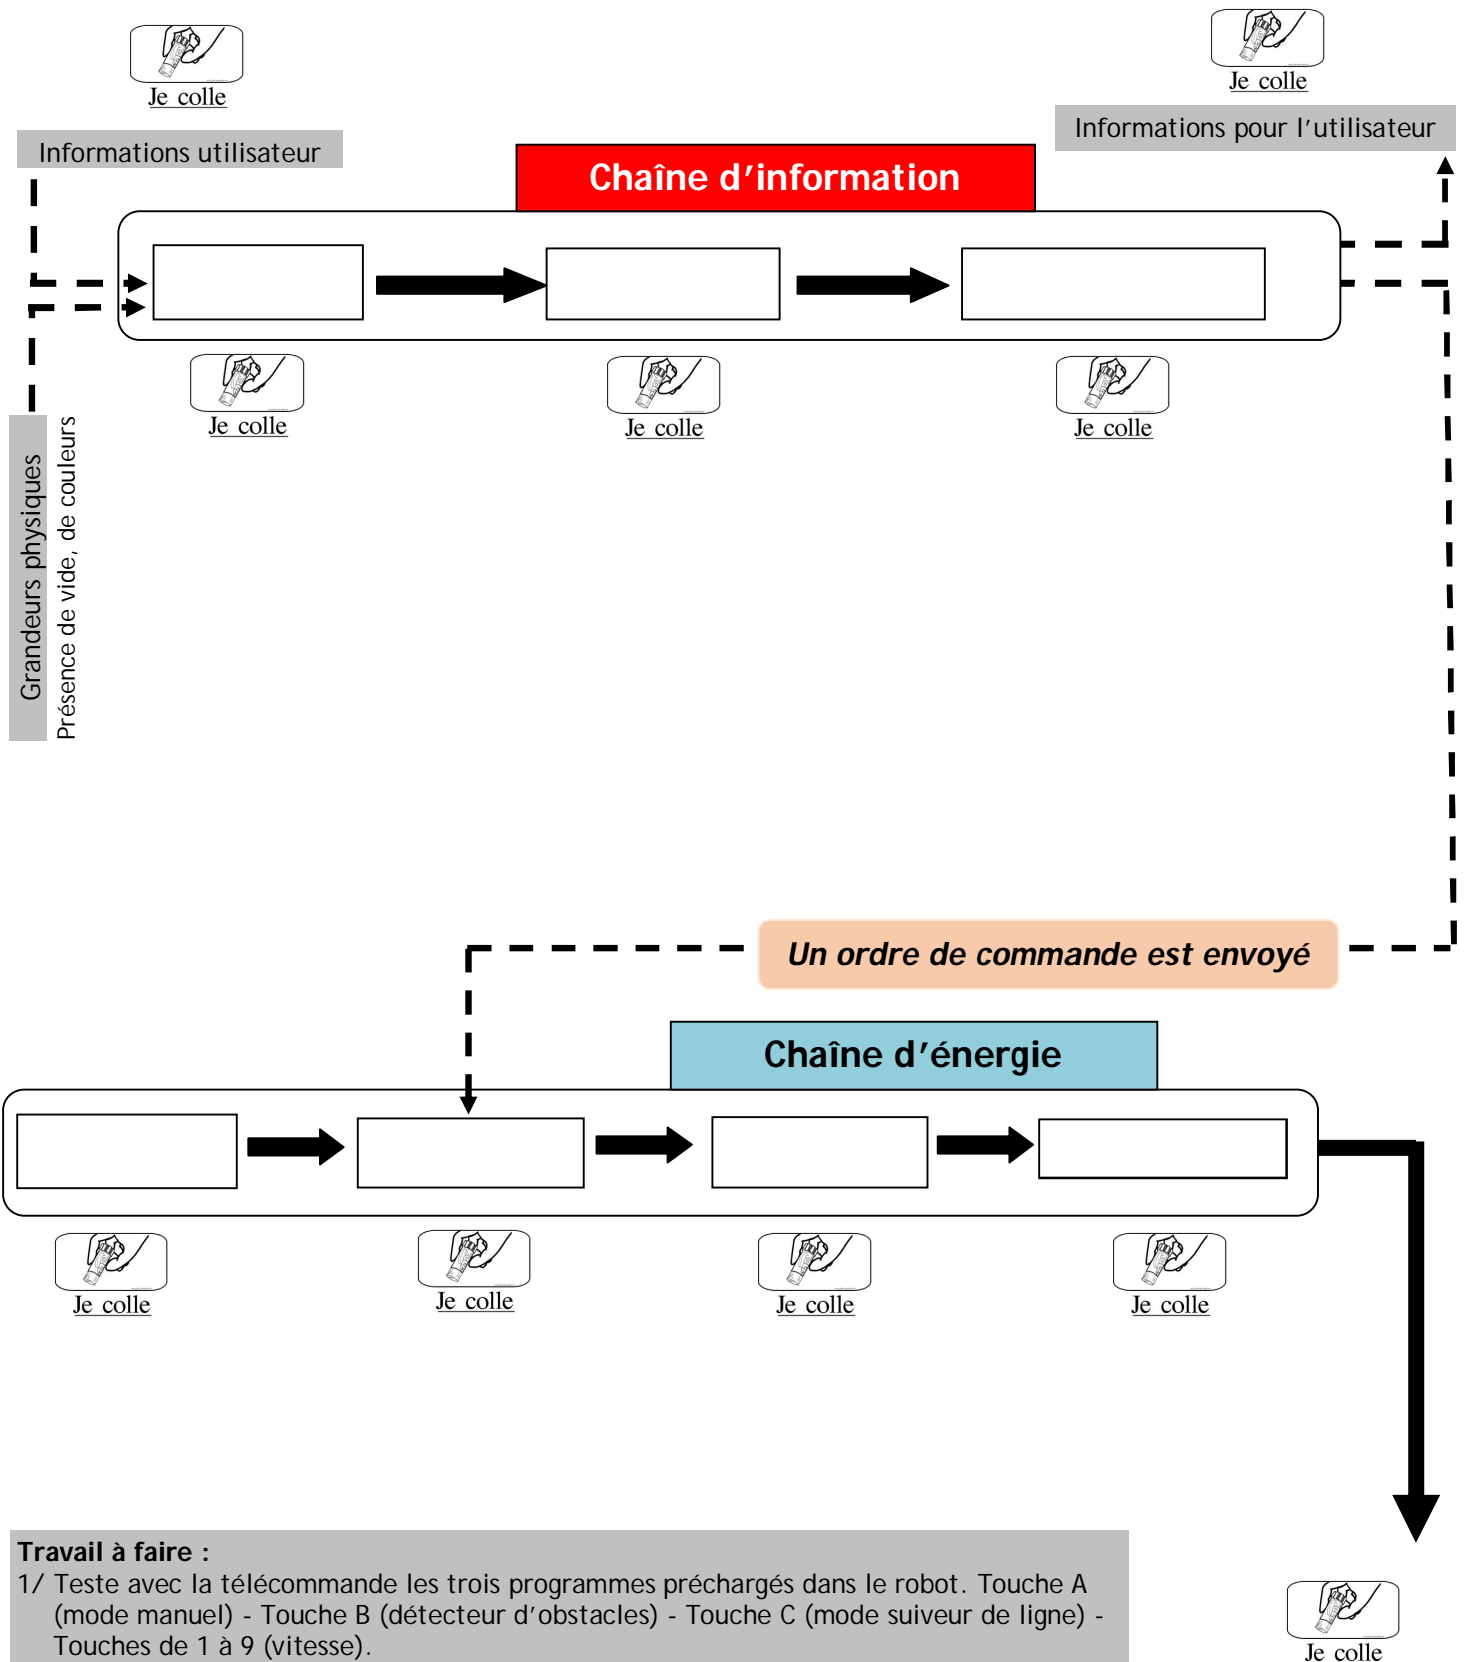 Je colle
Je colle
Informations utilisateur
Informations pour l'utilisateur
Chaîne d'information
Je colle
Je colle
Je colle
Grandeurs physiques
Présence de vide, de couleurs
Un ordre de commande est envoyé
Chaîne d'énergie
Je colle
Je colle
Je colle
Je colle
Travail à faire :
1/ Teste avec la télécommande les trois programmes préchargés dans le robot. Touche A
(mode manuel) - Touche B (détecteur d'obstacles) - Touche C (mode suiveur de ligne) -
Touches de 1 à 9 (vitesse).
Je colle